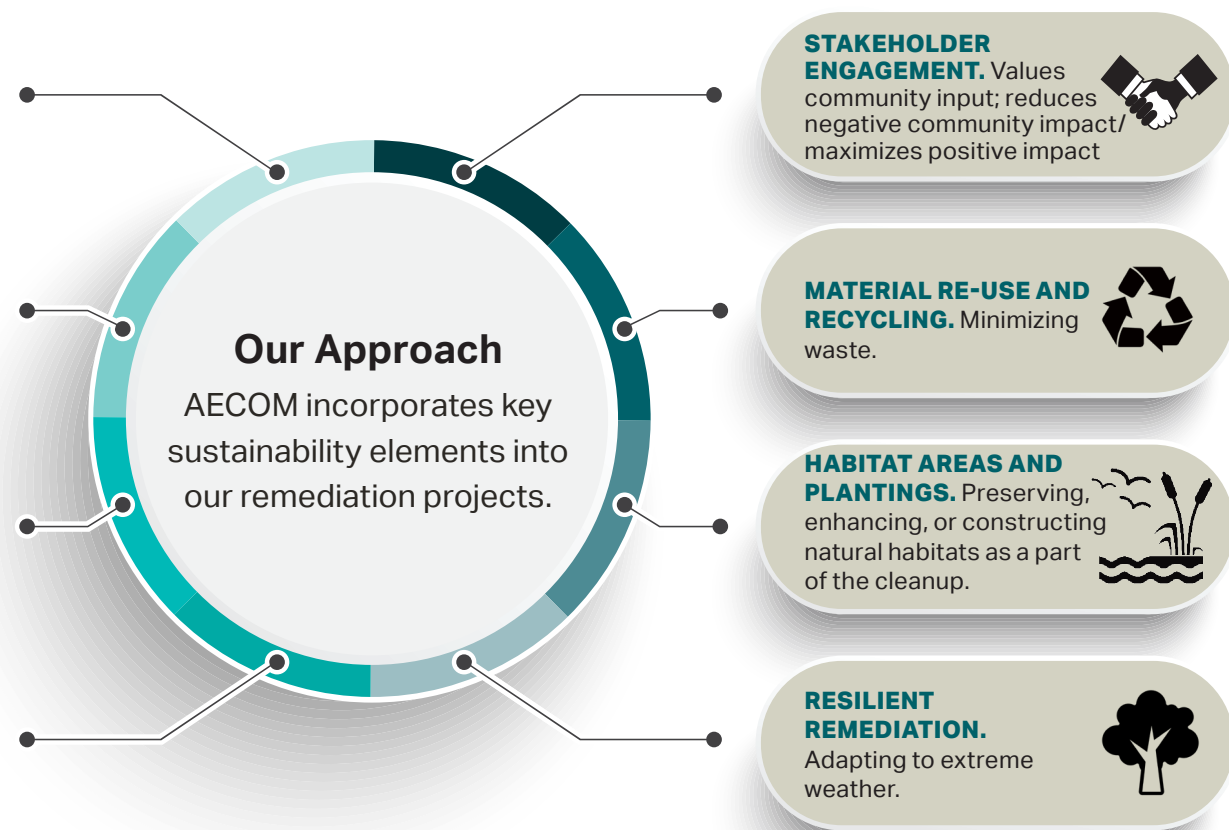 Our Approach
AECOM incorporates key
sustainability elements into
our remediation projects.
STAKEHOLDER
ENGAGEMENT. Values
community input; reduces
negative community impact/
maximizes positive impact
MATERIAL RE-USE AND
RECYCLING. Minimizing
waste.
HABITAT AREAS AND
PLANTINGS. Preserving,
enhancing, or constructing
natural habitats as a part
of the cleanup.
RESILIENT
REMEDIATION.
Adapting to extreme
weather.